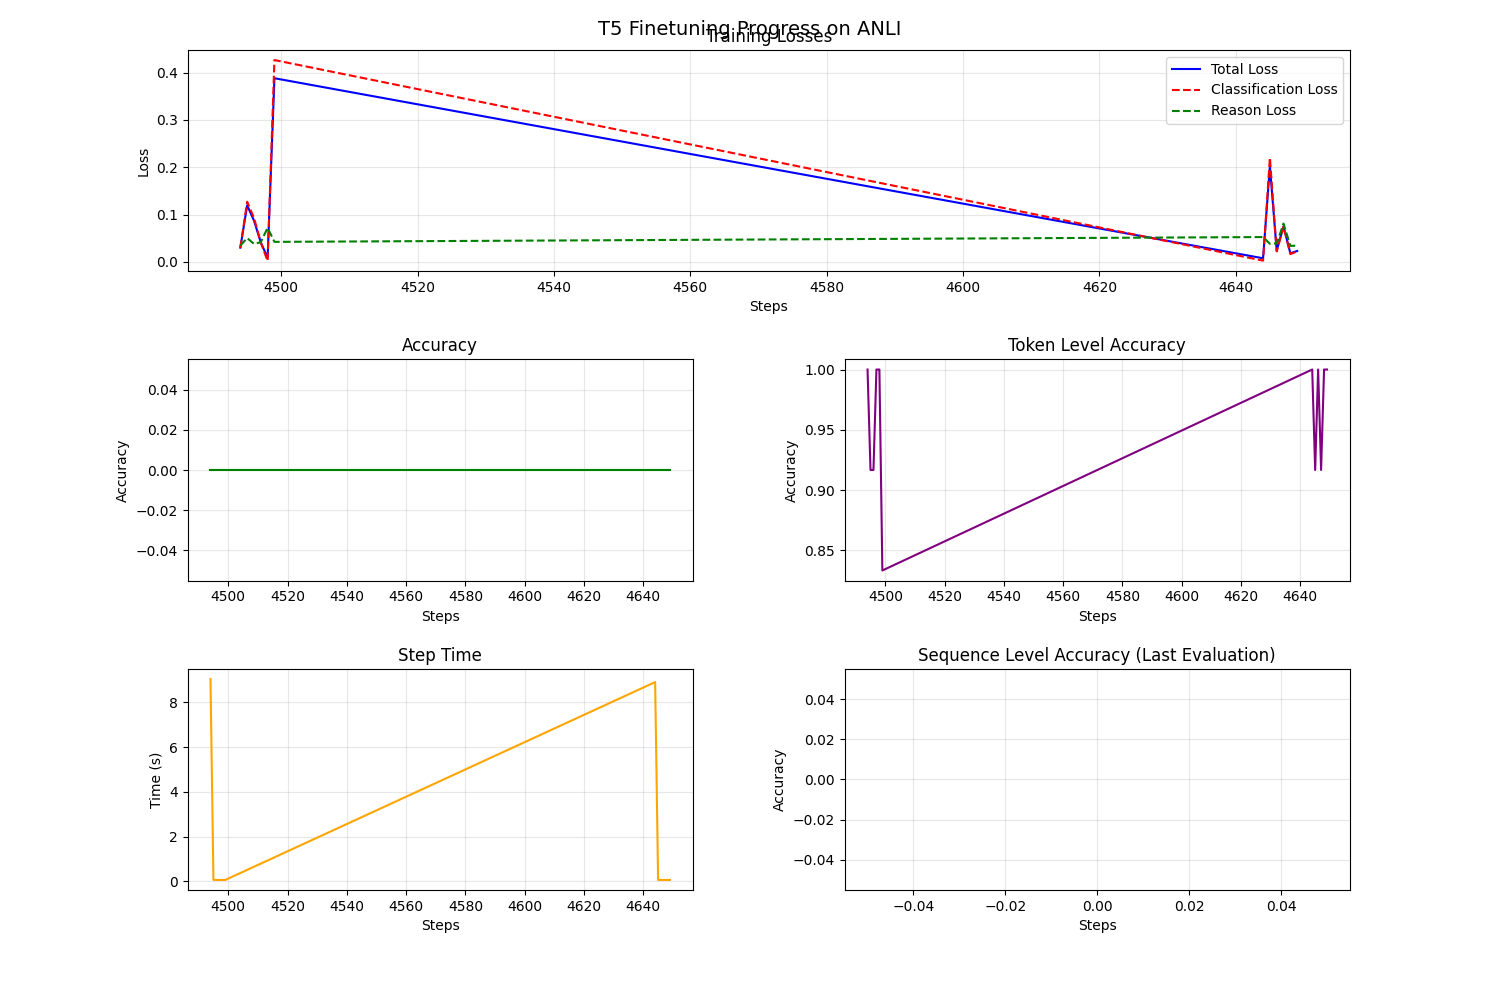 T5 Finetuning Progress on ANLI
Training Losses
Loss
0.4
0.3
0.2
0.1
0.0
Total Loss
Classification Loss
Reason Loss
4500 4520 4540 4560 4580 4600 4620 4640
Steps
Accuracy
Accuracy
0.04
0.02
0.00
−0.02
−0.04
4500 4520 4540 4560 4580 4600 4620 4640
Steps
Token Level Accuracy
Accuracy
1.00
0.95
0.90
0.85
4500 4520 4540 4560 4580 4600 4620 4640
Steps
Step Time
Time (s)
8
6
4
2
0
4500 4520 4540 4560 4580 4600 4620 4640
Steps
Sequence Level Accuracy (Last Evaluation)
Accuracy
0.04
0.02
0.00
−0.02
−0.04
−0.04 −0.02 0.00 0.02 0.04
Steps